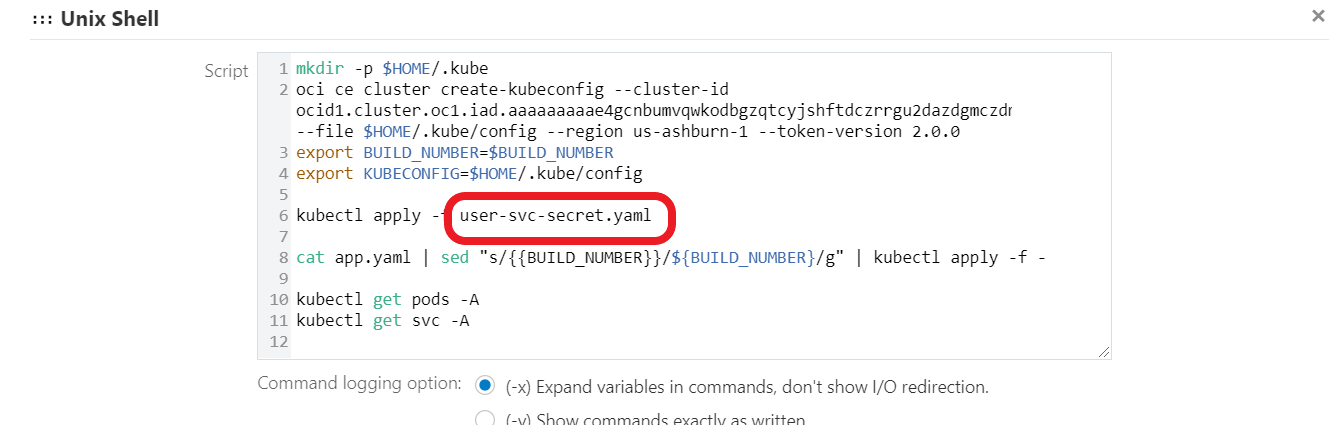 ::: Unix Shell ×
Script
1 mkdir -p $HOME/.kube
2 oci ce cluster create-kubeconfig --cluster-id
ocid1.cluster.oc1.iad.aaaaaaaaae4gcnbumvqwkodbgzqtcyjshftdczrrgu2dazdgmczdn
--file $HOME/.kube/config --region us-ashburn-1 --token-version 2.0.0
3 export BUILD_NUMBER=$BUILD_NUMBER
4 export KUBECONFIG=$HOME/.kube/config
5
6 kubectl apply - user-svc-secret.yaml
7
8 cat app.yaml | sed "s/{{BUILD_NUMBER}}/${BUILD_NUMBER}/g" | kubectl apply -f -
9
10 kubectl get pods -A
11 kubectl get svc -A
12
Command logging option: (-x) Expand variables in commands, don't show I/O redirection.
(-v) Show commands exactly as written.